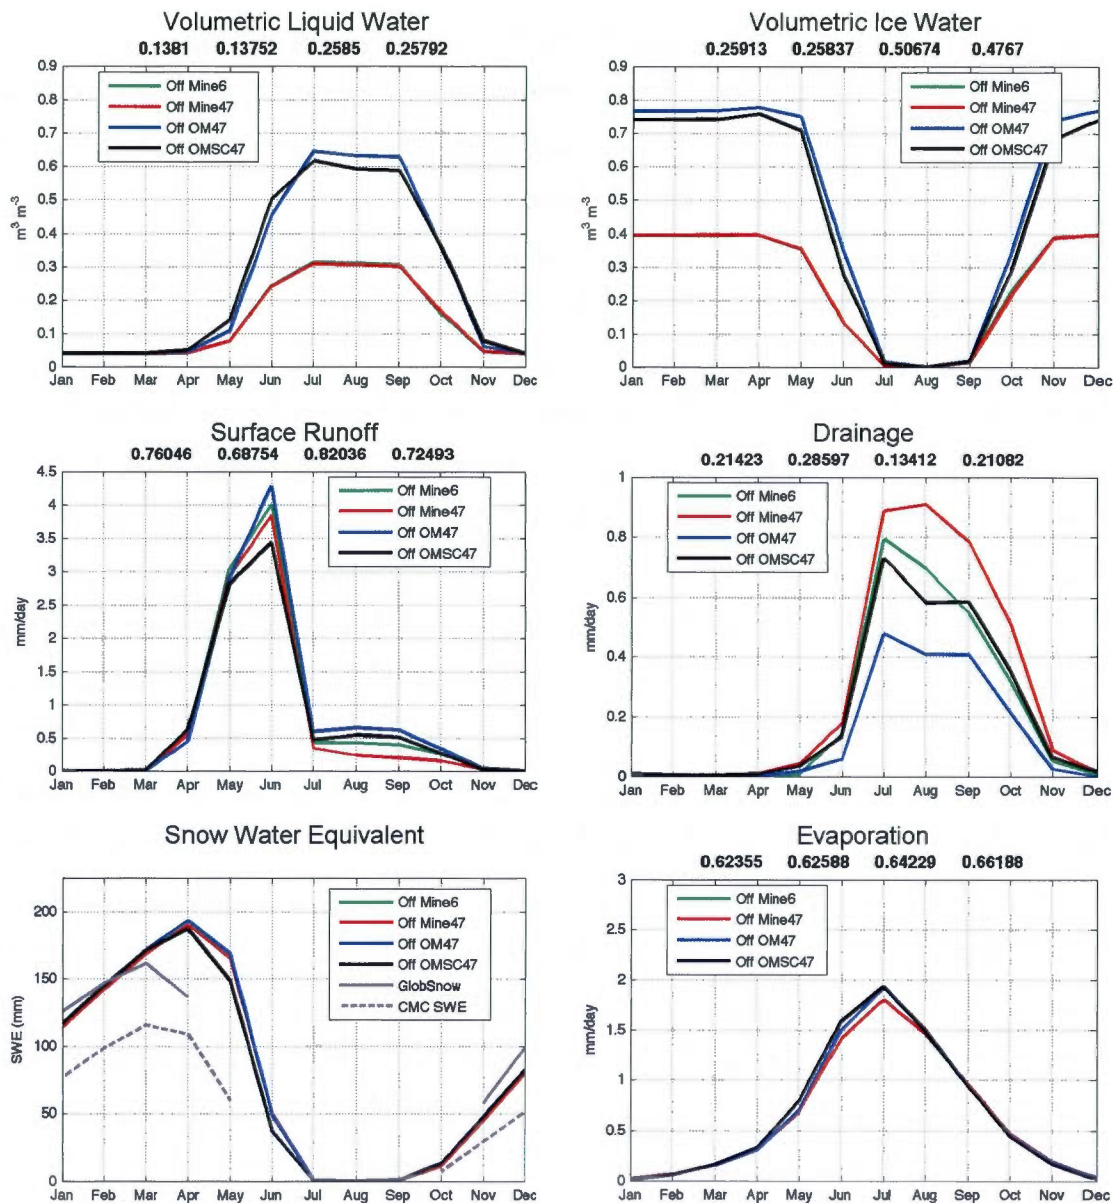 Volumetric Liquid Water
0.1381 0.13752 0.2585 0.25792
0.9
0.8
0.7
0.6
0.5
0.4
0.3
0.2
0.1
0
m³ m⁻³
Off Mine6
Off Mine47
Off OM47
Off OMSC47
Jan Feb Mar Apr May Jun Jul Aug Sep Oct Nov Dec
Volumetric Ice Water
0.25913 0.25837 0.50674 0.4767
0.9
0.8
0.7
0.6
0.5
0.4
0.3
0.2
0.1
0
m³ m⁻³
Off Mine6
Off Mine47
Off OM47
Off OMSC47
Jan Feb Mar Apr May Jun Jul Aug Sep Oct Nov Dec
Surface Runoff
0.76046 0.68754 0.82036 0.72493
4.5
4
3.5
3
2.5
2
1.5
1
0.5
0
mm/day
Off Mine6
Off Mine47
Off OM47
Off OMSC47
Jan Feb Mar Apr May Jun Jul Aug Sep Oct Nov Dec
Drainage
0.21423 0.28597 0.13412 0.21082
1
0.8
0.6
0.4
0.2
0
mm/day
Off Mine6
Off Mine47
Off OM47
Off OMSC47
Jan Feb Mar Apr May Jun Jul Aug Sep Oct Nov Dec
Snow Water Equivalent
200
150
100
50
0
SWE (mm)
Off Mine6
Off Mine47
Off OM47
Off OMSC47
GlobSnow
CMC SWE
Jan Feb Mar Apr May Jun Jul Aug Sep Oct Nov Dec
Evaporation
0.62355 0.62588 0.64229 0.66188
3
2.5
2
1.5
1
0.5
0
mm/day
Off Mine6
Off Mine47
Off OM47
Off OMSC47
Jan Feb Mar Apr May Jun Jul Aug Sep Oct Nov Dec